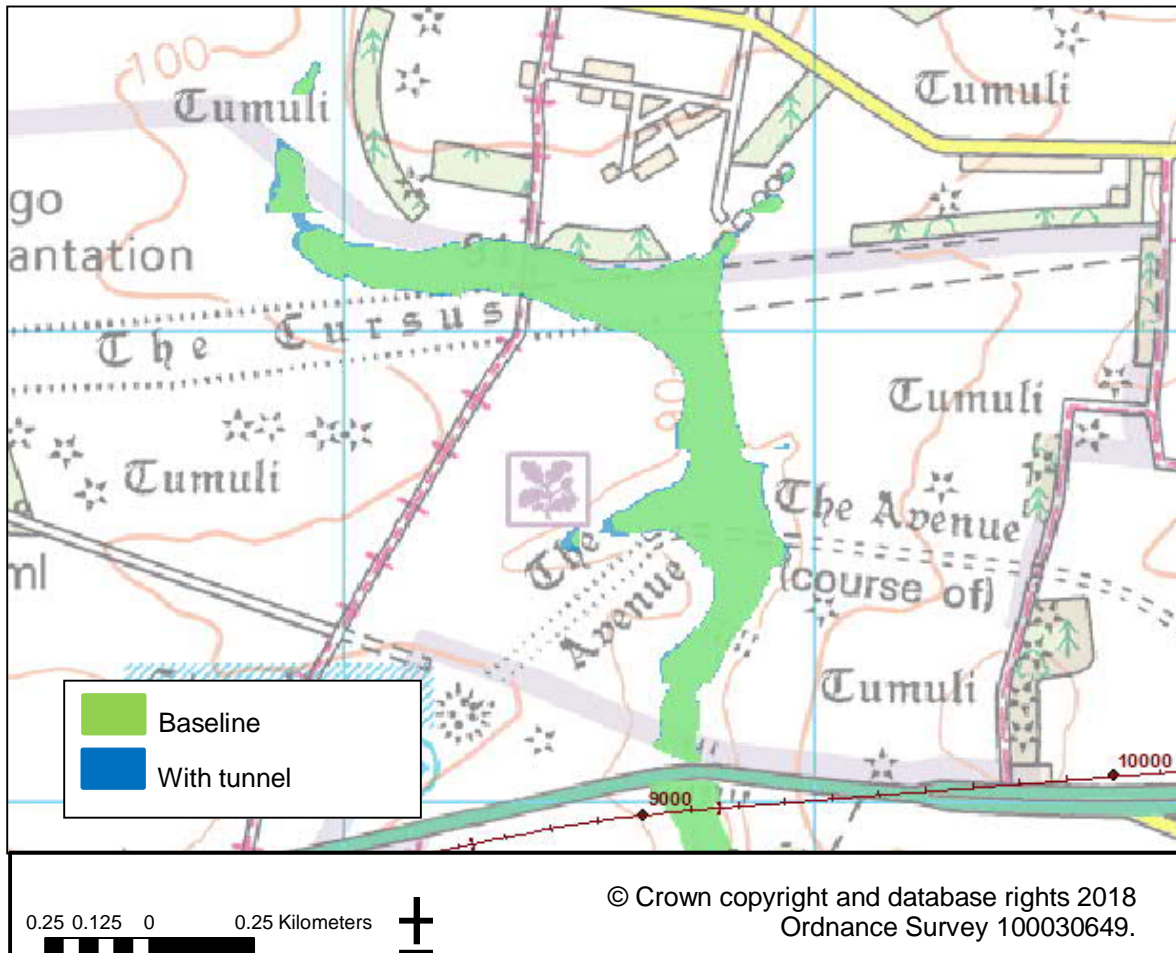 100
Tumuli
Tumuli
go
antation
The Cursus
Tumuli
Tumuli
The Avenue
The
Avenue
(course of)
ml
Tumuli
Baseline
With tunnel
10000
9000
© Crown copyright and database rights 2018
Ordnance Survey 100030649.
0.25 0.125 0 0.25 Kilometers